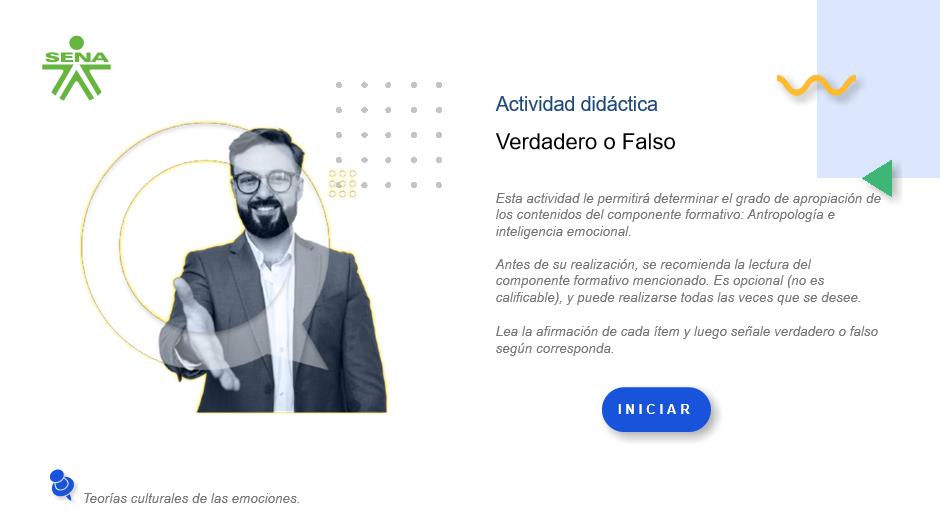 SENA
Actividad didáctica
Verdadero o Falso
Esta actividad le permitirá determinar el grado de apropiación de
los contenidos del componente formativo: Antropología e
inteligencia emocional.
Antes de su realización, se recomienda la lectura del
componente formativo mencionado. Es opcional (no es
calificable), y puede realizarse todas las veces que se desee.
Lea la afirmación de cada ítem y luego señale verdadero o falso
según corresponda.
INICIAR
Teorías culturales de las emociones.